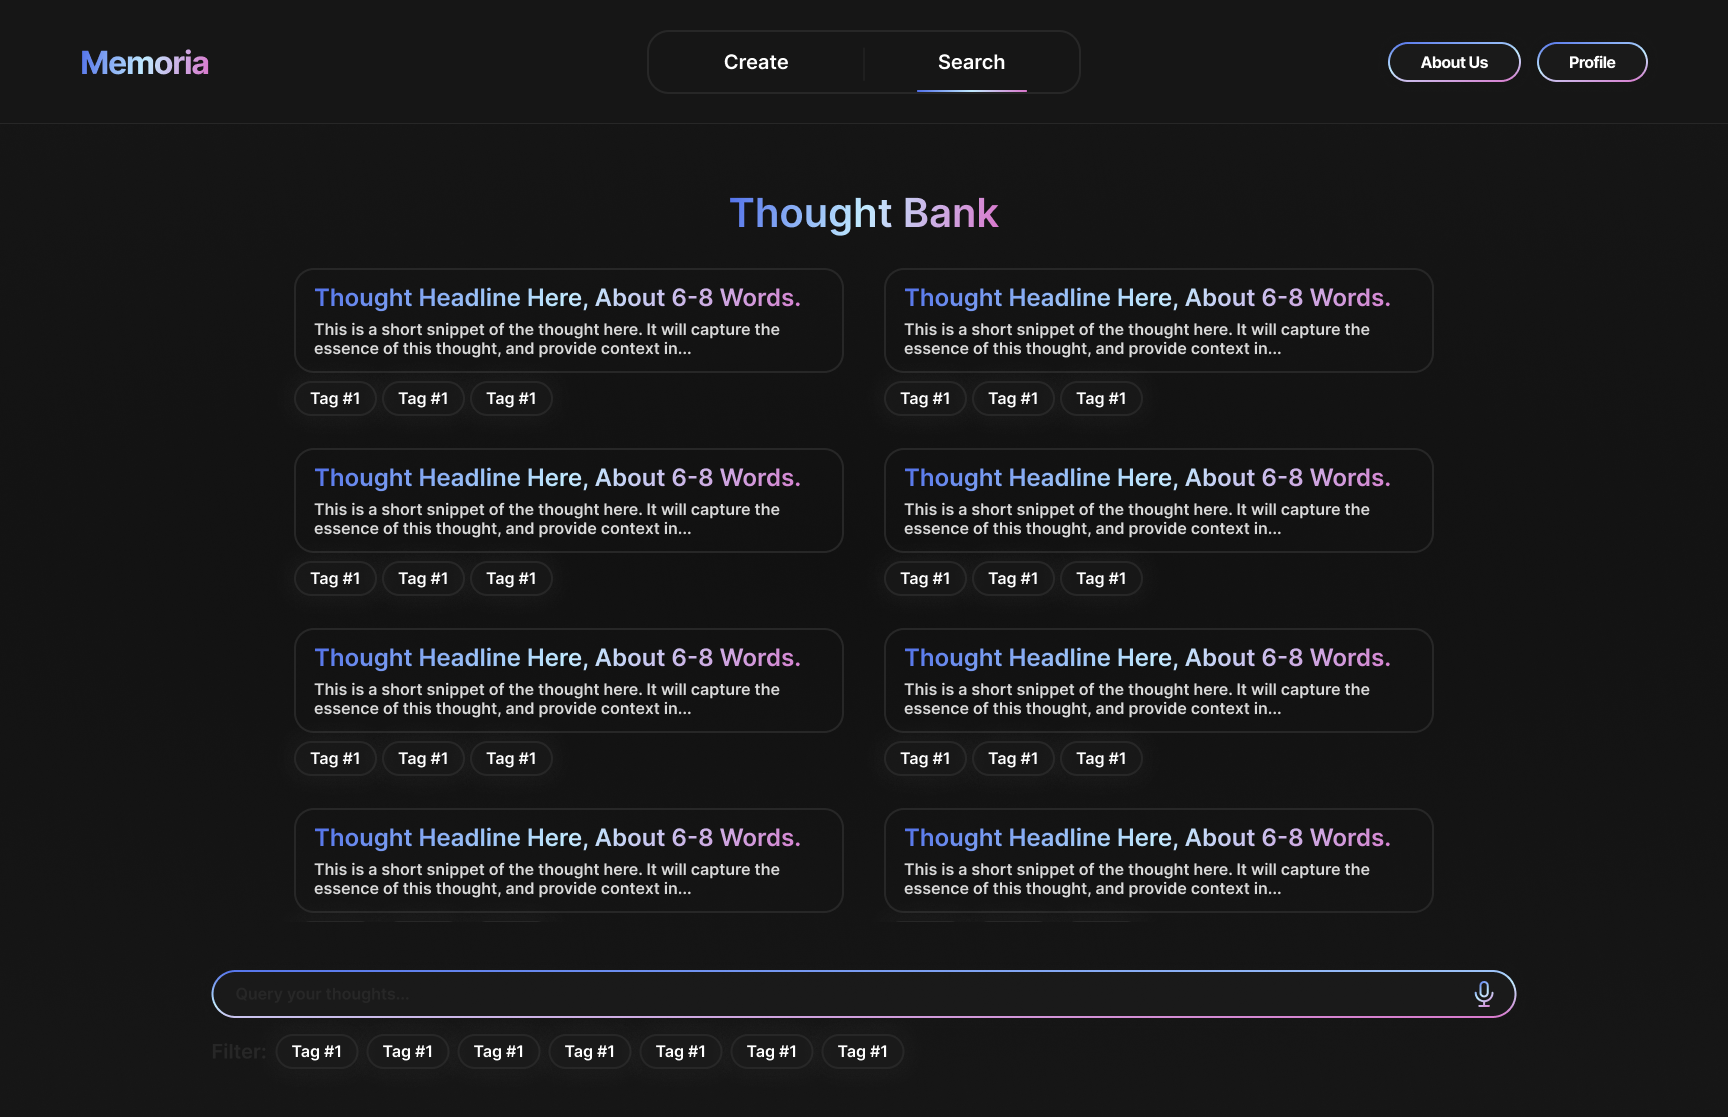 Memoria
Create
Search
About Us
Profile
Thought Bank
Thought Headline Here, About 6-8 Words.
This is a short snippet of the thought here. It will capture the
essence of this thought, and provide context in...
Tag #1 Tag #1 Tag #1
Thought Headline Here, About 6-8 Words.
This is a short snippet of the thought here. It will capture the
essence of this thought, and provide context in...
Tag #1 Tag #1 Tag #1
Thought Headline Here, About 6-8 Words.
This is a short snippet of the thought here. It will capture the
essence of this thought, and provide context in...
Tag #1 Tag #1 Tag #1
Thought Headline Here, About 6-8 Words.
This is a short snippet of the thought here. It will capture the
essence of this thought, and provide context in...
Tag #1 Tag #1 Tag #1
Thought Headline Here, About 6-8 Words.
This is a short snippet of the thought here. It will capture the
essence of this thought, and provide context in...
Tag #1 Tag #1 Tag #1
Thought Headline Here, About 6-8 Words.
This is a short snippet of the thought here. It will capture the
essence of this thought, and provide context in...
Tag #1 Tag #1 Tag #1
Thought Headline Here, About 6-8 Words.
This is a short snippet of the thought here. It will capture the
essence of this thought, and provide context in...
Thought Headline Here, About 6-8 Words.
This is a short snippet of the thought here. It will capture the
essence of this thought, and provide context in...
Query your thoughts...
Filter: Tag #1 Tag #1 Tag #1 Tag #1 Tag #1 Tag #1 Tag #1